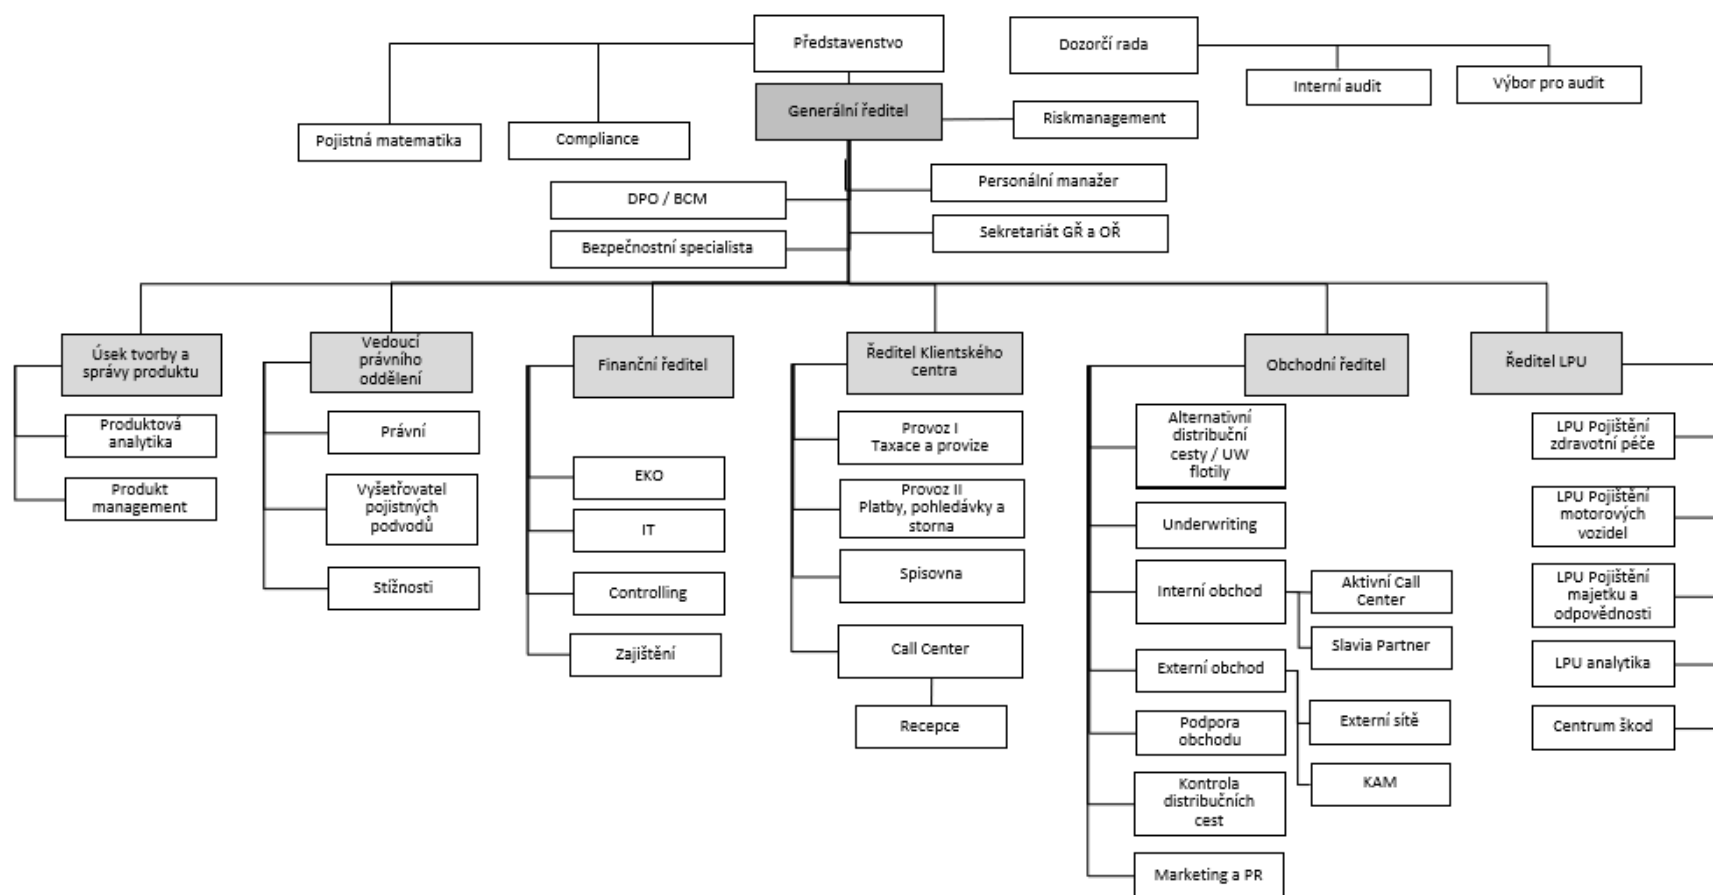 Představenstvo
Dozorčí rada
Interní audit
Výbor pro audit
Generální ředitel
Riskmanagement
Pojistná matematika
Compliance
DPO / BCM
Personální manažer
Bezpečnostní specialista
Sekretariát GŘ a OŘ
Úsek tvorby a
správy produktu
Produktová
analytika
Produkt
management
Vedoucí
právního
oddělení
Právní
Vyšetřovatel
pojistných
podvodů
Stížnosti
Finanční ředitel
EKO
IT
Controlling
Zajištění
Ředitel Klientského
centra
Provoz I
Taxace a provize
Provoz II
Platby, pohledávky a
storna
Spisovna
Call Center
Recepce
Obchodní ředitel
Alternativní
distribuční
cesty / UW
flotily
Underwriting
Interní obchod
Aktivní Call
Center
Slavia Partner
Externí obchod
Externí sítě
KAM
Podpora
obchodu
Kontrola
distribučních
cest
Marketing a PR
Ředitel LPU
LPU Pojištění
zdravotní péče
LPU Pojištění
motorových
vozidel
LPU Pojištění
majetku a
odpovědnosti
LPU analytika
Centrum škod